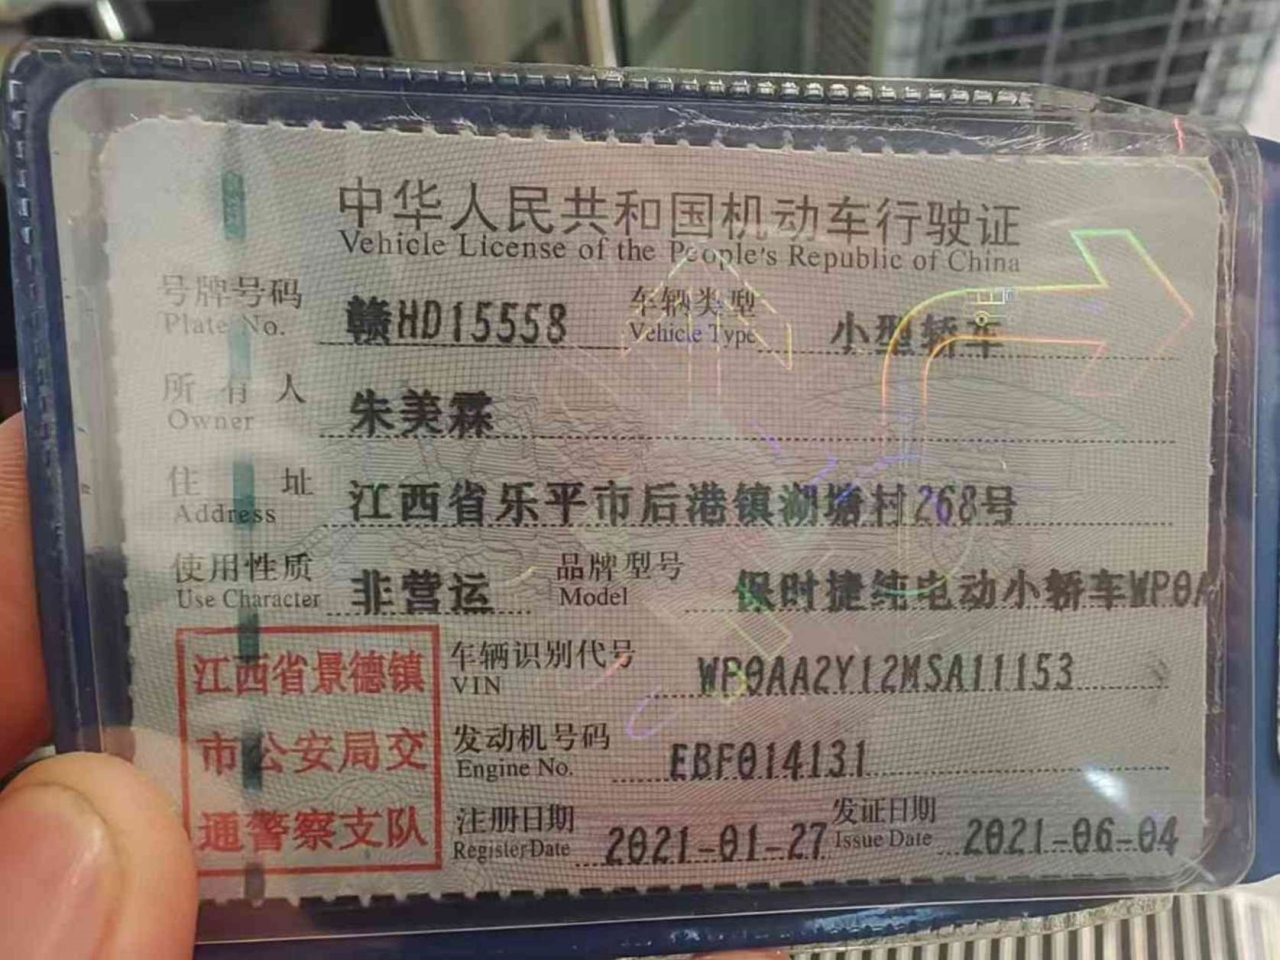 中华人民共和国机动车行驶证
Vehicle License of the People's Republic of China
号牌号码 赣HD15558 车辆类型 小型轿车
Plate No. Vehicle Type
所有人 朱美霖
Owner
住址 江西省乐平市后港镇湖塘村268号
Address
使用性质 非营运 品牌型号 保时捷纯电动小轿车WP0A
Use Character Model
江西省景德镇
市公安局交
通警察支队
车辆识别代号 WP0AA2Y12MSA11153
VIN
发动机号码 EBF014131
Engine No.
注册日期 2021-01-27 发证日期 2021-06-04
Register Date Issue Date